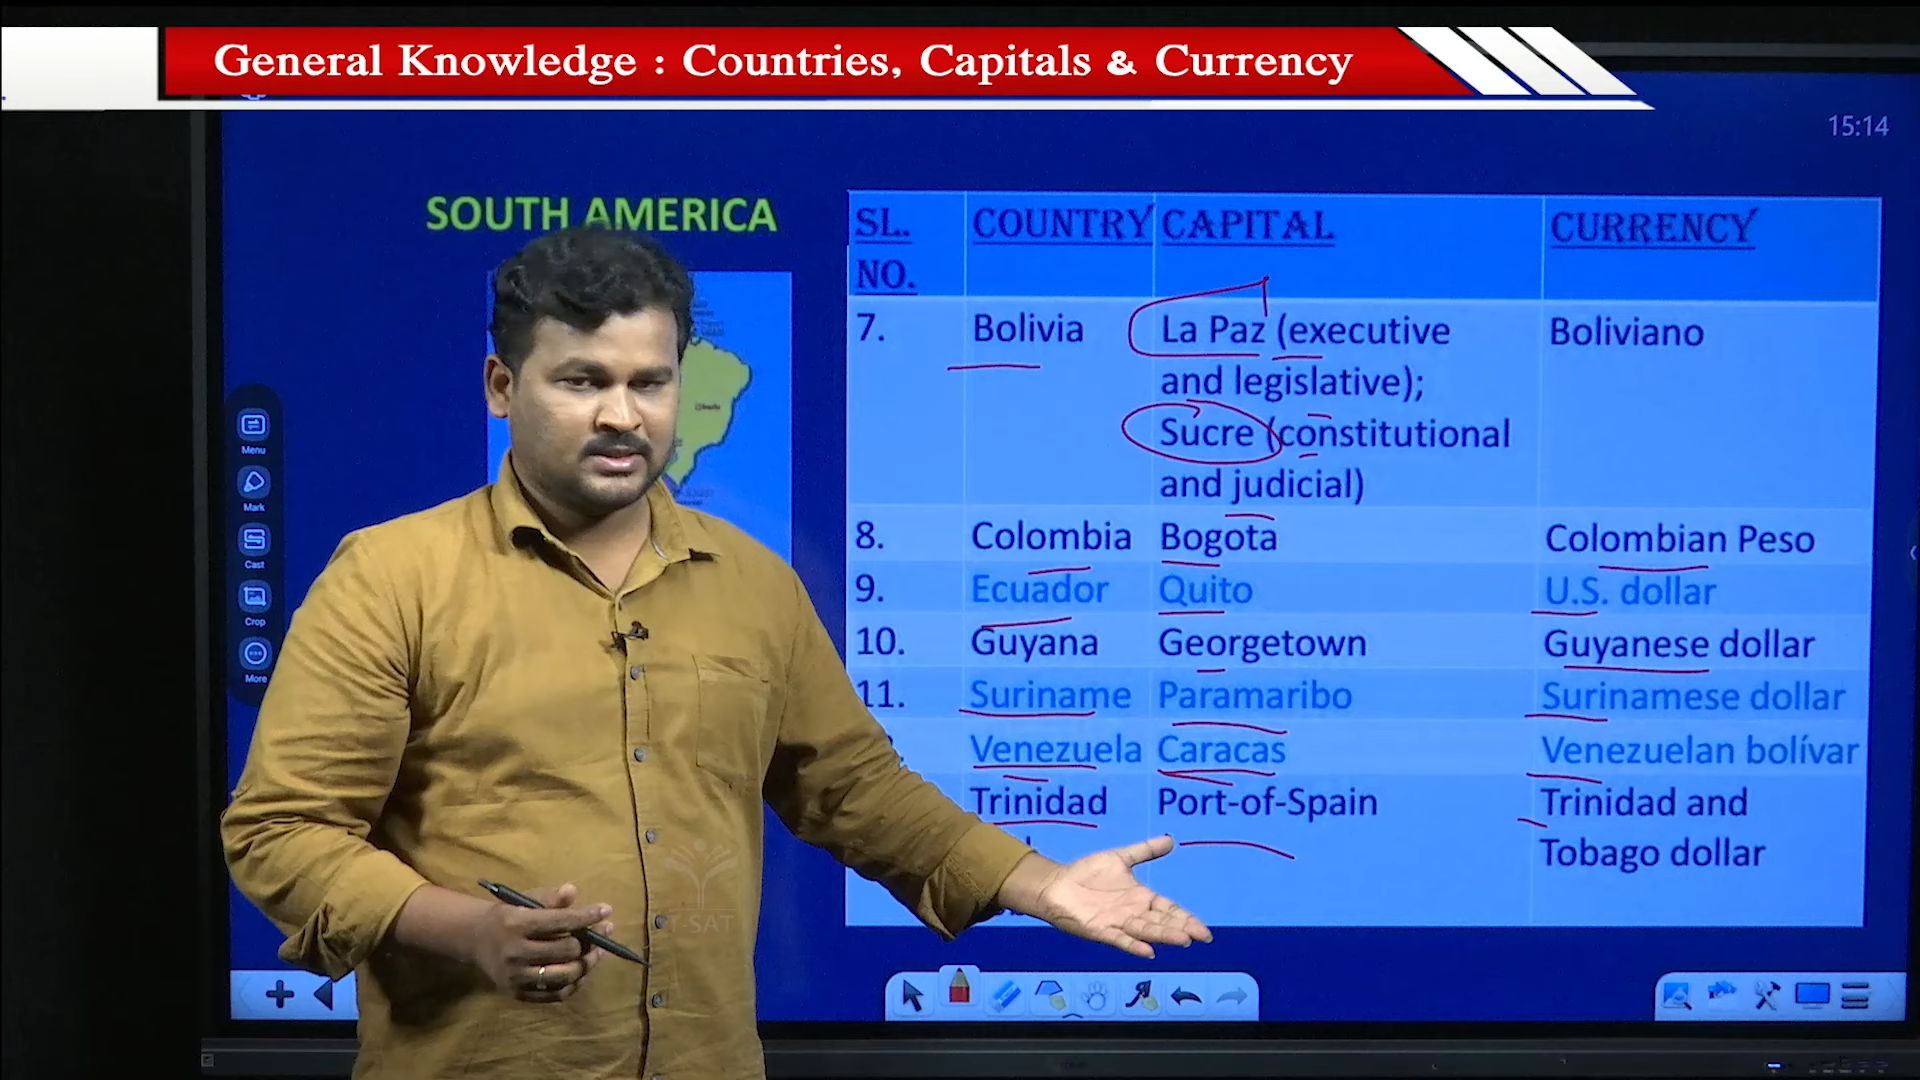 General Knowledge : Countries, Capitals & Currency
15:14
SOUTH AMERICA
SL. NO. COUNTRY CAPITAL CURRENCY
7. Bolivia La Paz (executive and legislative); Sucre (constitutional and judicial) Boliviano
8. Colombia Bogota Colombian Peso
9. Ecuador Quito U.S. dollar
10. Guyana Georgetown Guyanese dollar
11. Suriname Paramaribo Surinamese dollar
Venezuela Caracas Venezuelan bolívar
Trinidad Port-of-Spain Trinidad and Tobago dollar
Menu
Mark
Cast
Crop
More
T-SAT